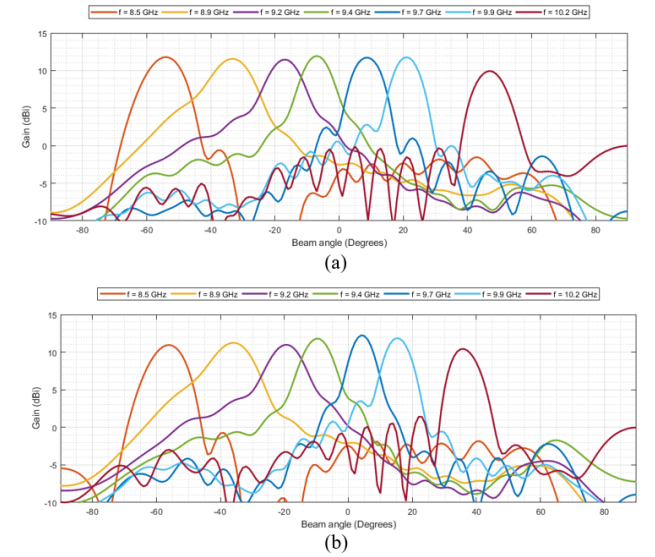 f = 8.5 GHz f = 8.9 GHz f = 9.2 GHz f = 9.4 GHz f = 9.7 GHz f = 9.9 GHz f = 10.2 GHz
15
10
5
0
-5
-10
Gain (dBi)
-80 -60 -40 -20 0 20 40 60 80
Beam angle (Degrees)
(a)
f = 8.5 GHz f = 8.9 GHz f = 9.2 GHz f = 9.4 GHz f = 9.7 GHz f = 9.9 GHz f = 10.2 GHz
15
10
5
0
-5
-10
Gain (dBi)
-80 -60 -40 -20 0 20 40 60 80
Beam angle (Degrees)
(b)